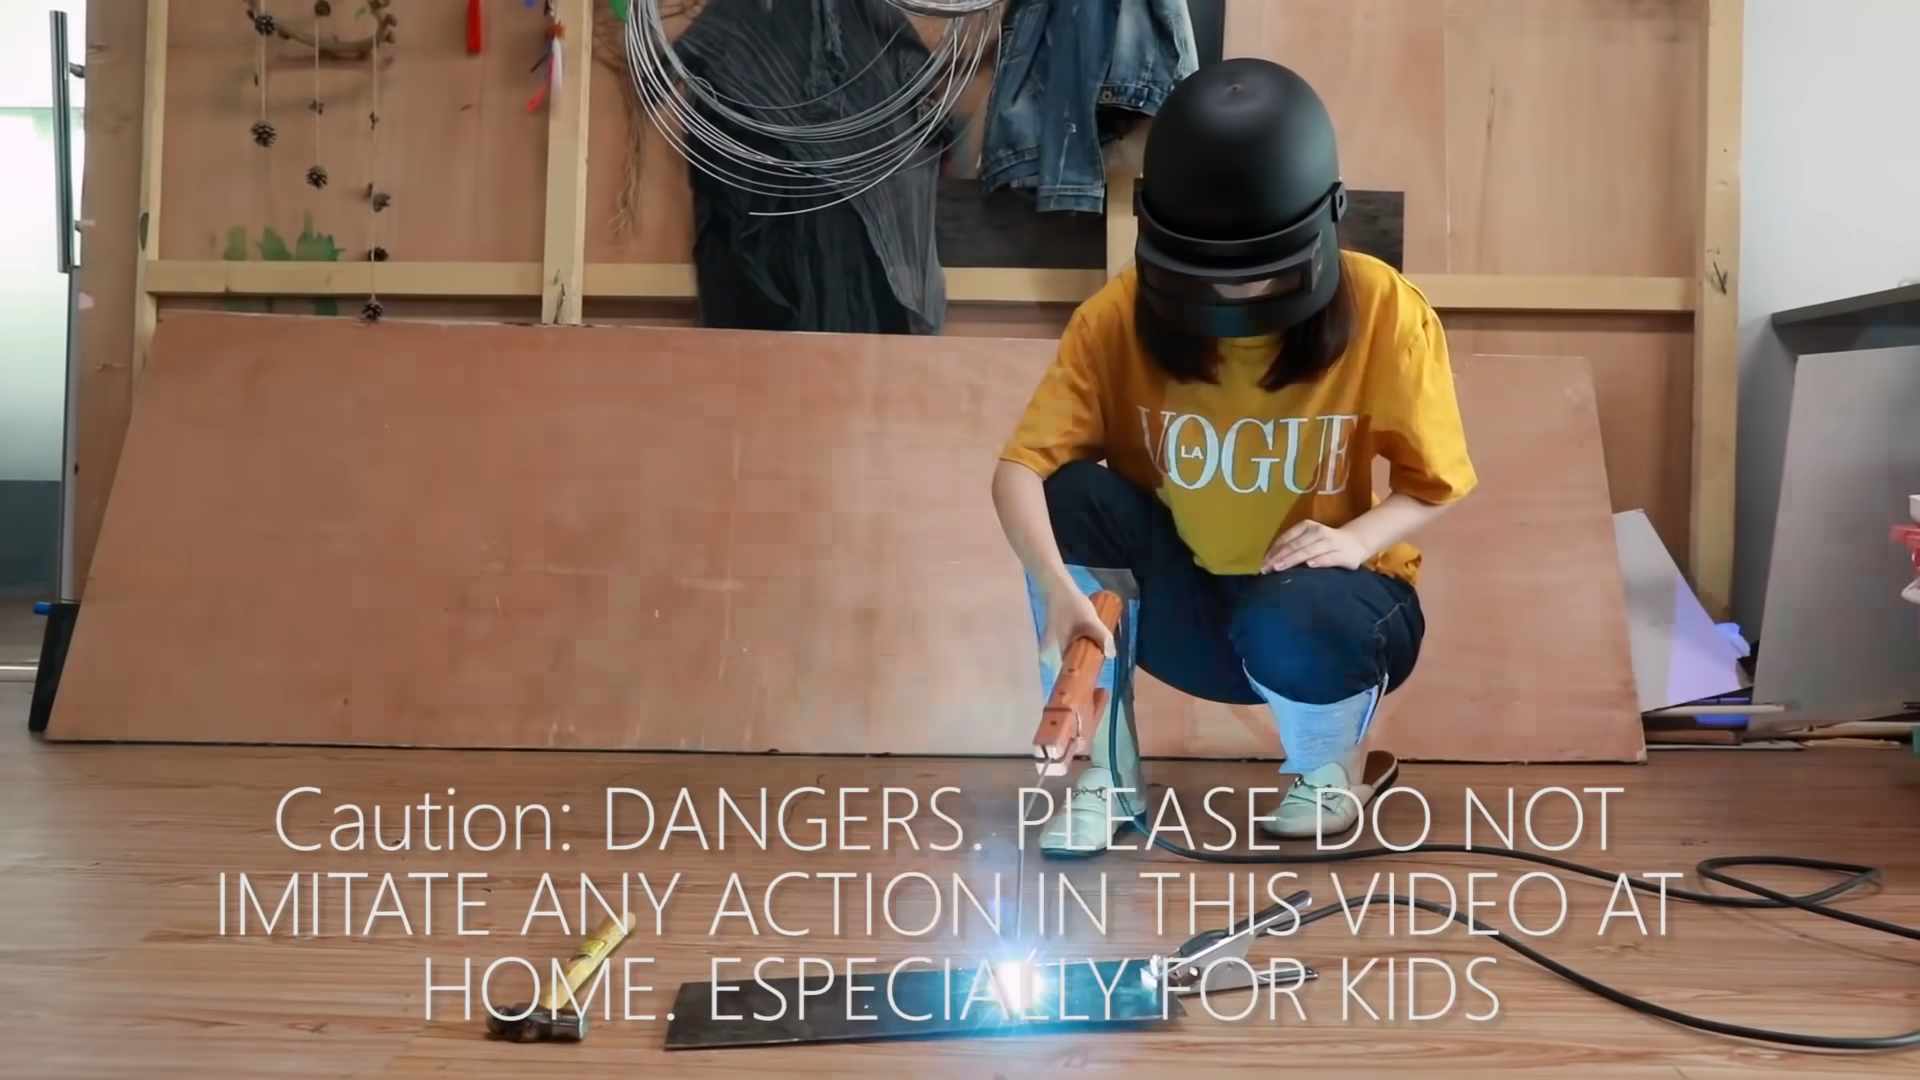 VOGUE
LA
Caution: DANGERS. PLEASE DO NOT
IMITATE ANY ACTION IN THIS VIDEO AT
HOME. ESPECIALLY FOR KIDS